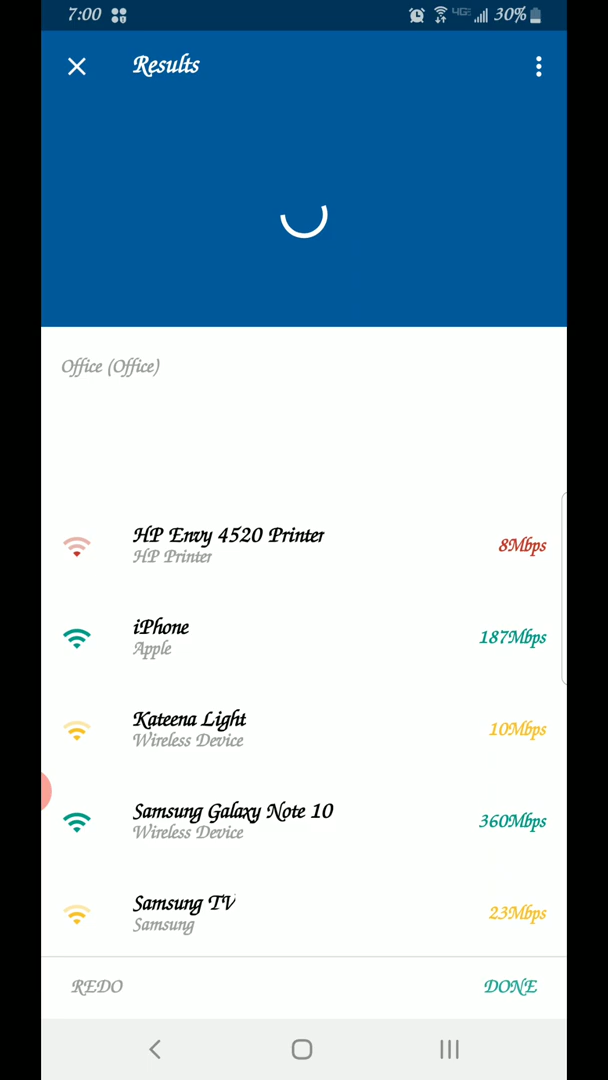 7:00 4GE 30%
Results
Office (Office)
HP Envy 4520 Printer
HP Printer
8Mbps
iPhone
Apple
187Mbps
Kateena Light
Wireless Device
10Mbps
Samsung Galaxy Note 10
Wireless Device
360Mbps
Samsung TV
Samsung
23Mbps
REDO DONE